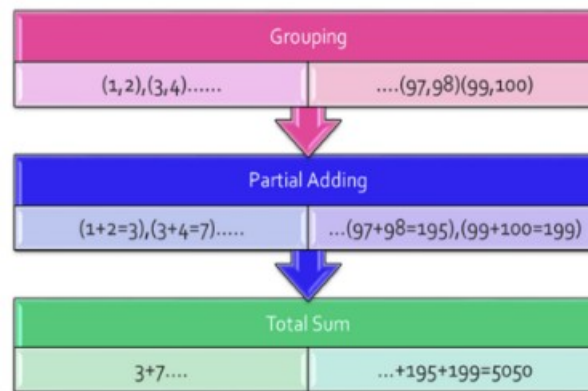 Grouping
(1,2),(3,4)...... ....(97,98)(99,100)
Partial Adding
(1+2=3),(3+4=7)..... ...(97+98=195),(99+100=199)
Total Sum
3+7.... ...+195+199=5050